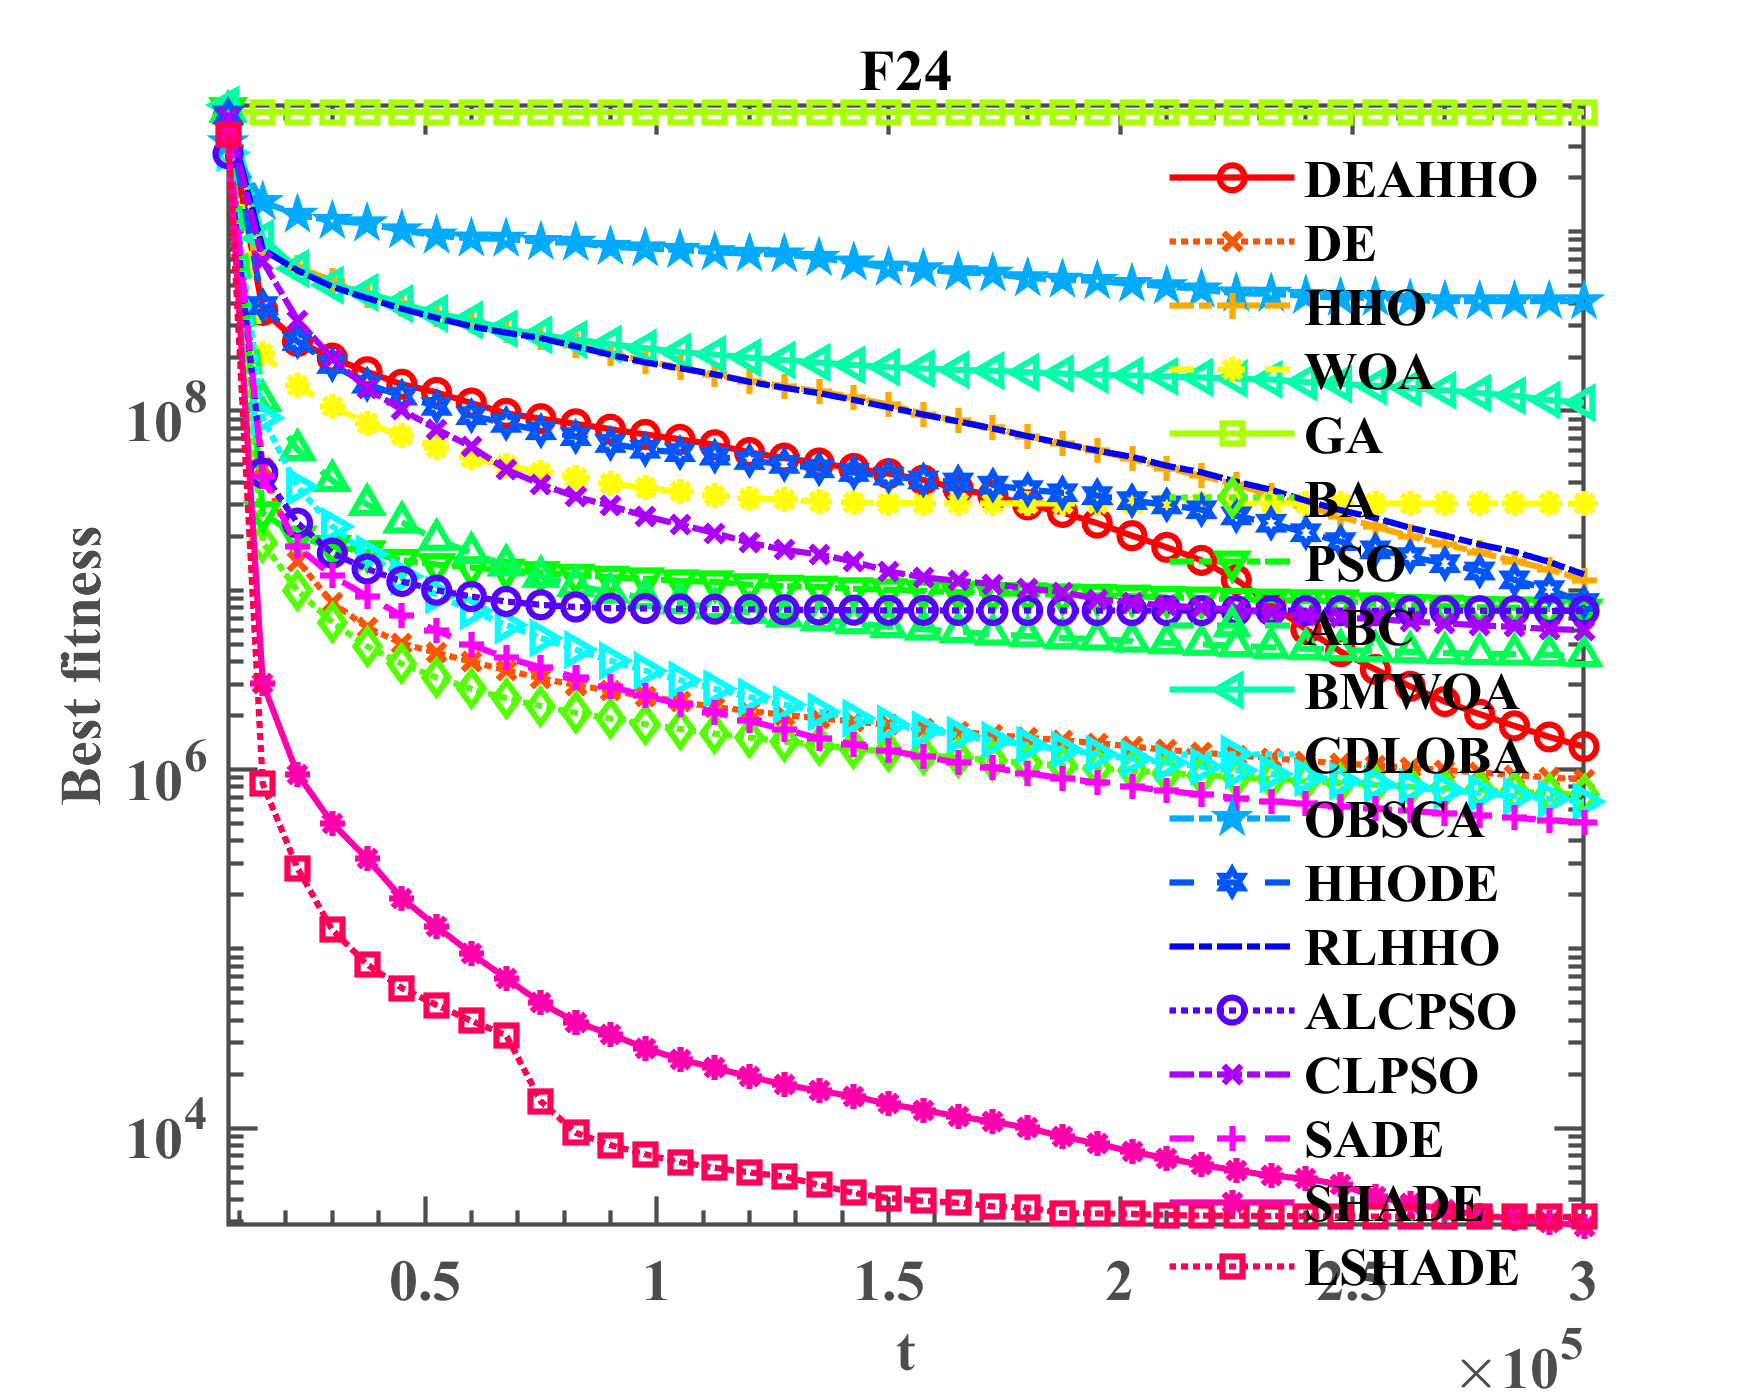 F24
Best fitness
10^8
10^6
10^4
DEAHHO
DE
HHO
WOA
GA
BA
PSO
ABC
BMWOA
CDLOBA
OBSCA
HHODE
RLHHO
ALCPSO
CLPSO
SADE
SHADE
LSHADE
0.5 1 1.5 2 2.5 3
t
×10^5